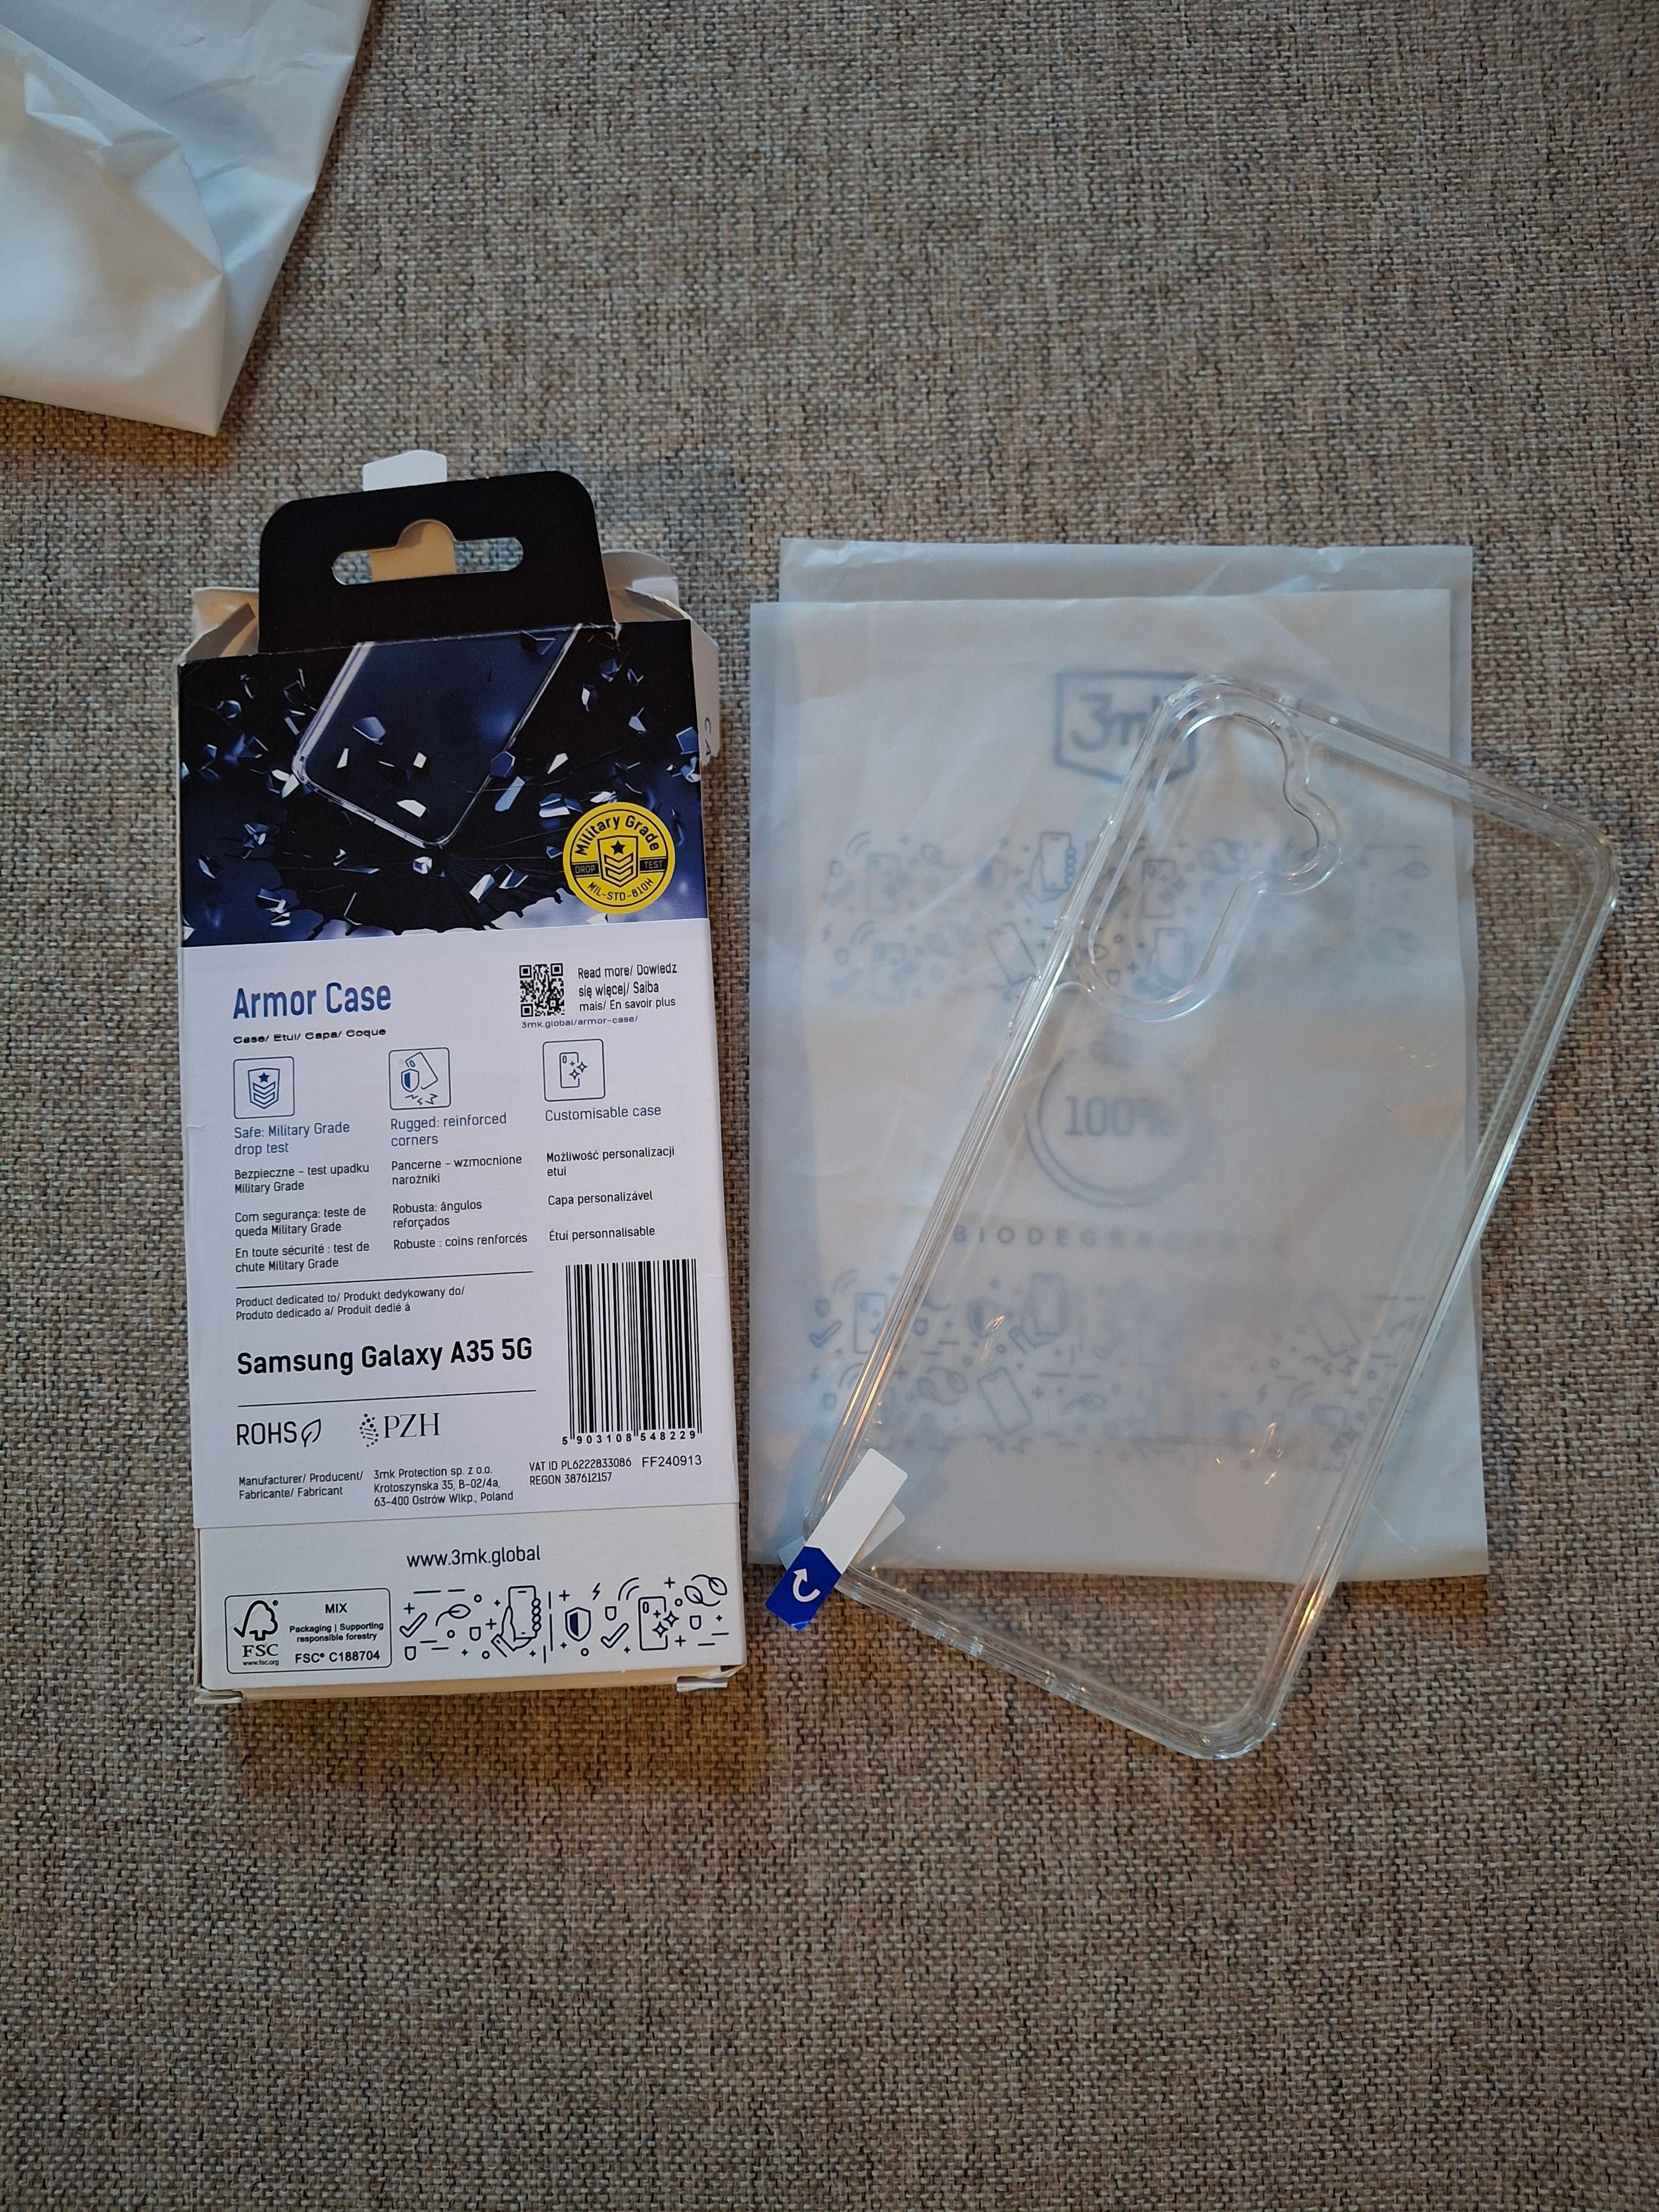 Military Grade
DROP TEST
MIL-STD-810H
CA
Armor Case
Case/ Etui/ Capa/ Coque
Read more/ Dowiedz
się więcej/ Saiba
mais/ En savoir plus
3mk.global/armor-case/
Safe: Military Grade
drop test
Bezpieczne - test upadku
Military Grade
Com segurança: teste de
queda Military Grade
En toute sécurité : test de
chute Military Grade
Rugged: reinforced
corners
Pancerne - wzmocnione
narożniki
Robusta: ângulos
reforçados
Robuste : coins renforcés
Customisable case
Możliwość personalizacji
etui
Capa personalizável
Étui personnalisable
Product dedicated to/ Produkt dedykowany do/
Produto dedicado a/ Produit dedié à
Samsung Galaxy A35 5G
5 903108 548229
ROHS
PZH
Manufacturer/ Producent/
Fabricante/ Fabricant
3mk Protection sp. z o.o.
Krotoszynska 35, B-02/4a,
63-400 Ostrów Wlkp., Poland
VAT ID PL6222833086 FF240913
REGON 387612157
www.3mk.global
FSC
www.fsc.org
MIX
Packaging | Supporting
responsible forestry
FSC® C188704
3mk
100%
BIODEGRADABLE